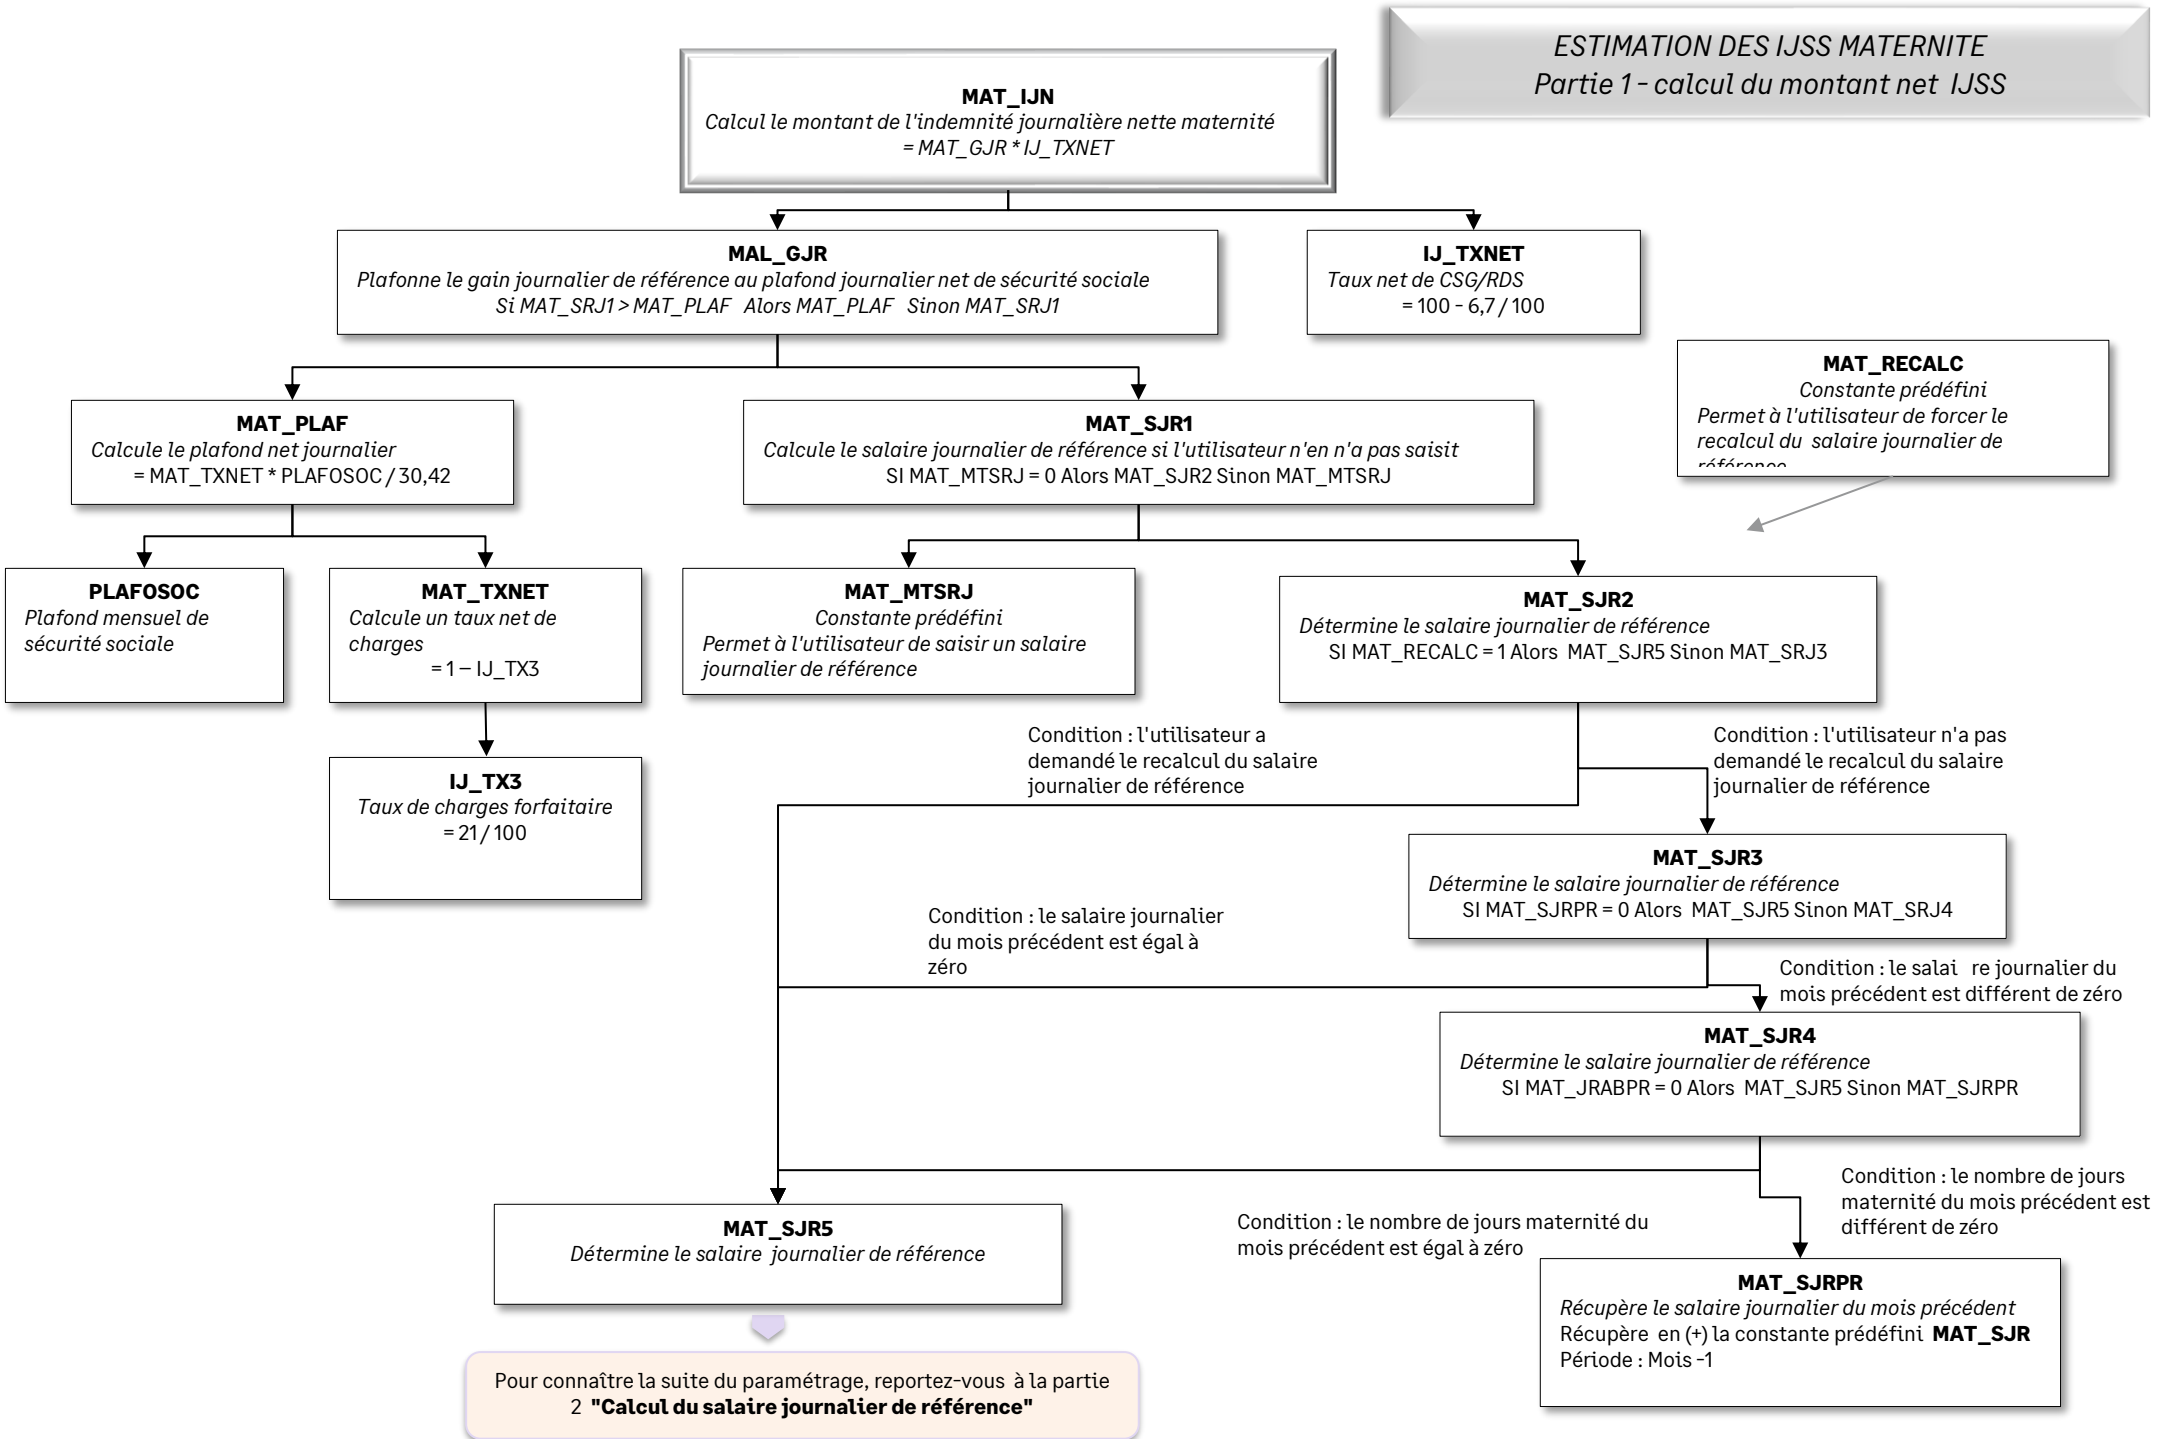 ESTIMATION DES IJSS MATERNITE
Partie 1 - calcul du montant net IJSS
MAT_IJN
Calcul le montant de l'indemnité journalière nette maternité
= MAT_GJR * IJ_TXNET
MAL_GJR
Plafonne le gain journalier de référence au plafond journalier net de sécurité sociale
Si MAT_SRJ1 > MAT_PLAF Alors MAT_PLAF Sinon MAT_SRJ1
IJ_TXNET
Taux net de CSG/RDS
= 100 - 6,7 / 100
MAT_RECALC
Constante prédéfini
Permet à l'utilisateur de forcer le
recalcul du salaire journalier de
référence
MAT_PLAF
Calcule le plafond net journalier
= MAT_TXNET * PLAFOSOC / 30,42
MAT_SJR1
Calcule le salaire journalier de référence si l'utilisateur n'en n'a pas saisit
SI MAT_MTSRJ = 0 Alors MAT_SJR2 Sinon MAT_MTSRJ
PLAFOSOC
Plafond mensuel de
sécurité sociale
MAT_TXNET
Calcule un taux net de
charges
= 1 – IJ_TX3
MAT_MTSRJ
Constante prédéfini
Permet à l'utilisateur de saisir un salaire
journalier de référence
MAT_SJR2
Détermine le salaire journalier de référence
SI MAT_RECALC = 1 Alors MAT_SJR5 Sinon MAT_SRJ3
Condition : l'utilisateur a
demandé le recalcul du salaire
journalier de référence
Condition : l'utilisateur n'a pas
demandé le recalcul du salaire
journalier de référence
IJ_TX3
Taux de charges forfaitaire
= 21 / 100
MAT_SJR3
Détermine le salaire journalier de référence
SI MAT_SJRPR = 0 Alors MAT_SJR5 Sinon MAT_SRJ4
Condition : le salaire journalier
du mois précédent est égal à
zéro
Condition : le salai re journalier du
mois précédent est différent de zéro
MAT_SJR4
Détermine le salaire journalier de référence
SI MAT_JRABPR = 0 Alors MAT_SJR5 Sinon MAT_SJRPR
Condition : le nombre de jours
maternité du mois précédent est
différent de zéro
Condition : le nombre de jours maternité du
mois précédent est égal à zéro
MAT_SJR5
Détermine le salaire journalier de référence
MAT_SJRPR
Récupère le salaire journalier du mois précédent
Récupère en (+) la constante prédéfini MAT_SJR
Période : Mois -1
Pour connaître la suite du paramétrage, reportez-vous à la partie
2 "Calcul du salaire journalier de référence"